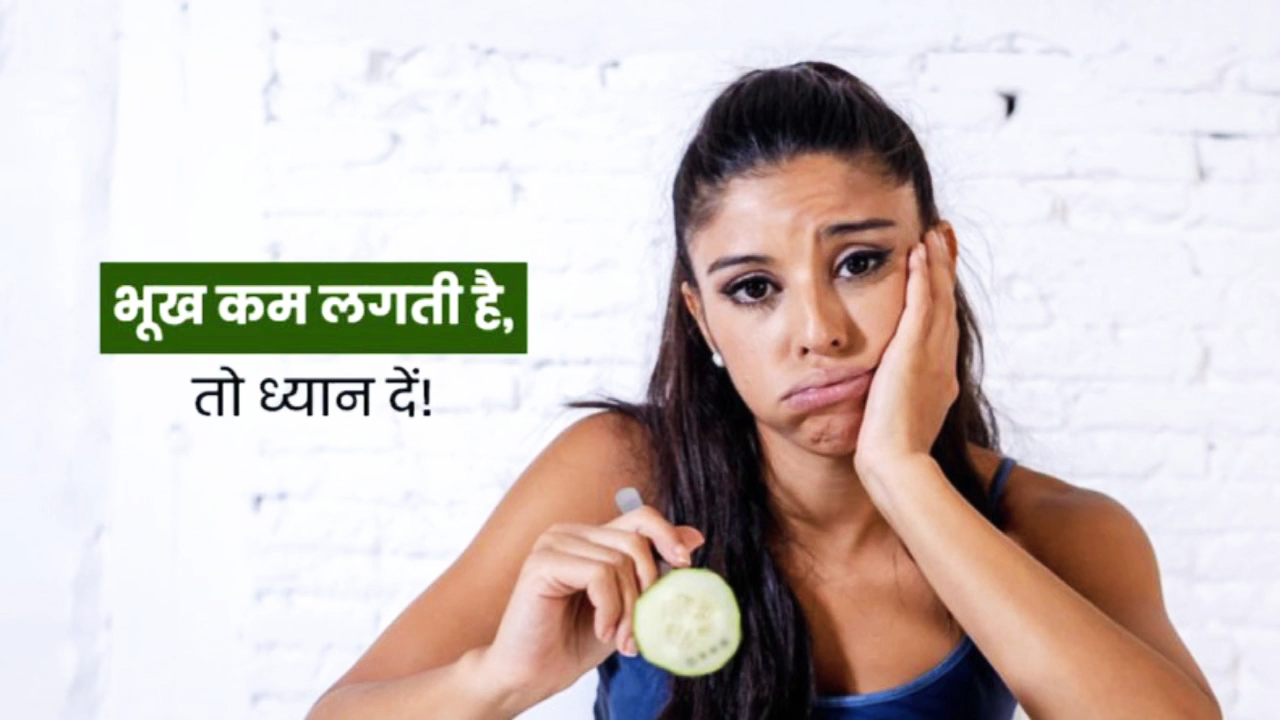 भूख कम लगती है,
तो ध्यान दें!